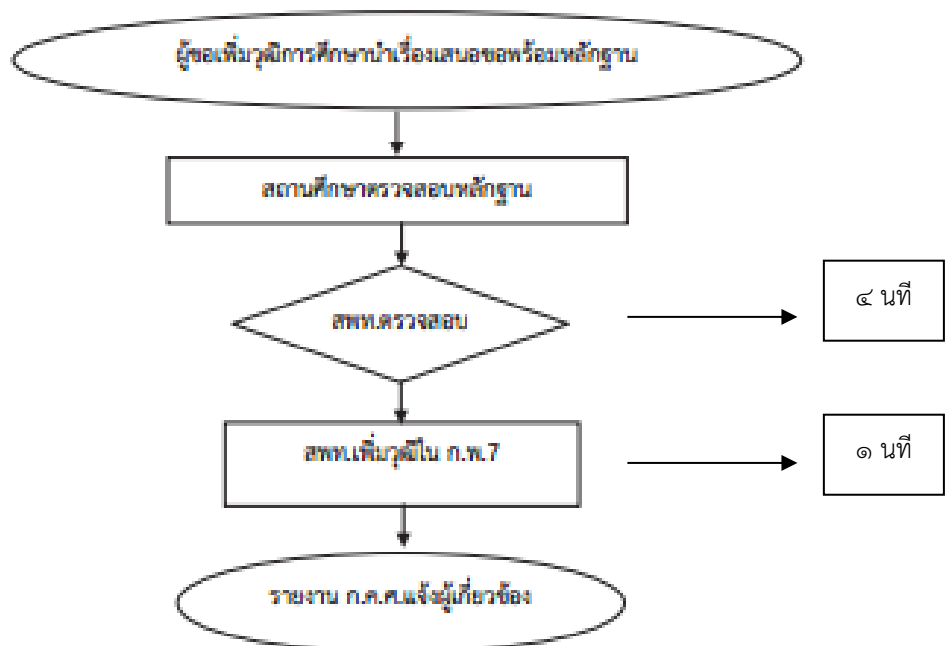 ผู้ขอเพิ่มวุฒิการศึกษานำเรื่องเสนอขอพร้อมหลักฐาน
สถานศึกษาตรวจสอบหลักฐาน
สพท.ตรวจสอบ
๔ นที
สพท.เพิ่มวุฒิใน ก.พ.7
๑ นที
รายงาน ก.ค.ศ.แจ้งผู้เกี่ยวข้อง